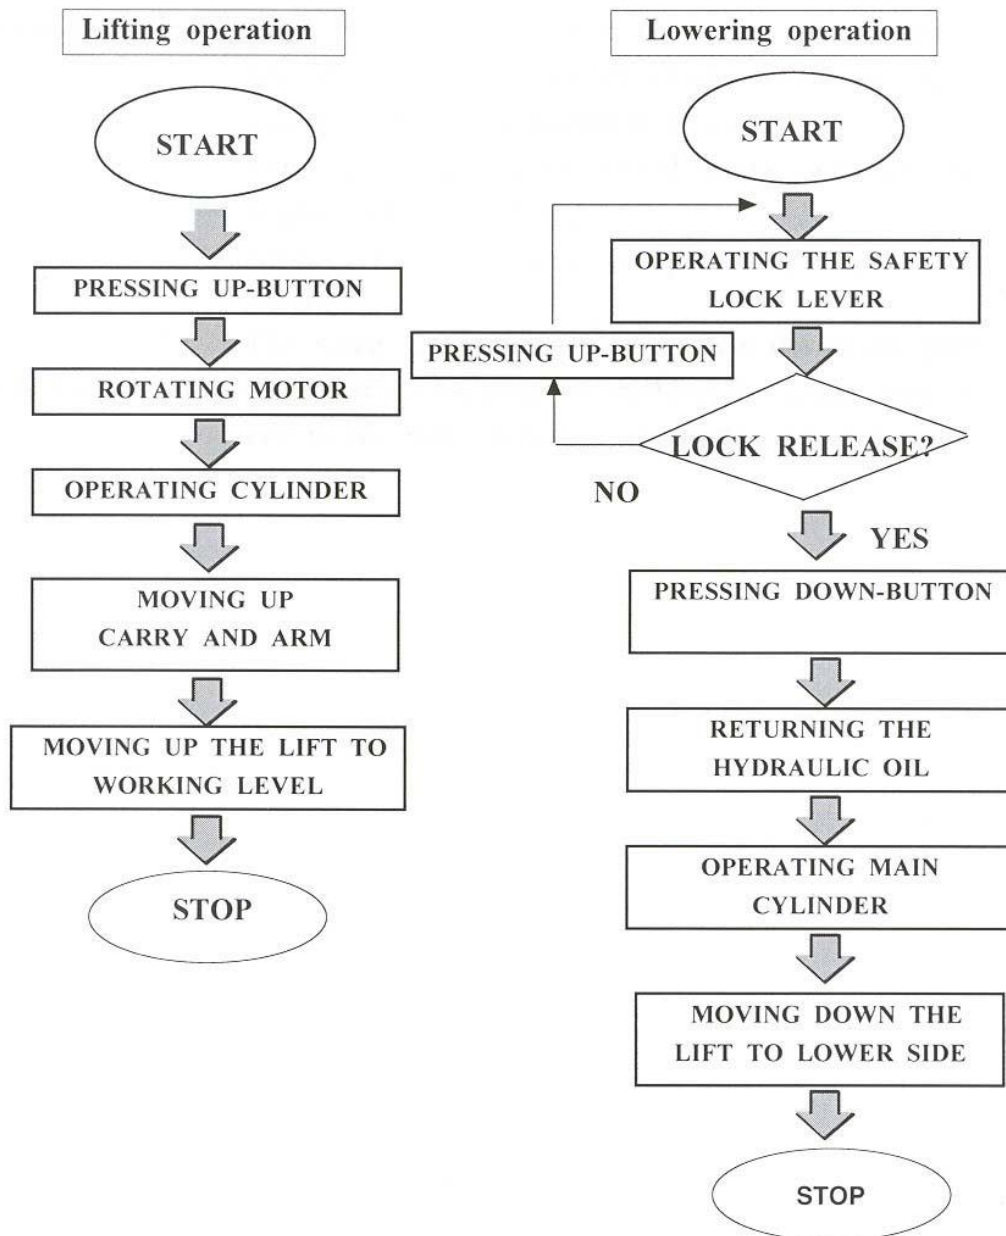 Lifting operation
START
PRESSING UP-BUTTON
ROTATING MOTOR
OPERATING CYLINDER
MOVING UP
CARRY AND ARM
MOVING UP THE LIFT TO
WORKING LEVEL
STOP
Lowering operation
START
OPERATING THE SAFETY
LOCK LEVER
PRESSING UP-BUTTON
LOCK RELEASE?
NO
YES
PRESSING DOWN-BUTTON
RETURNING THE
HYDRAULIC OIL
OPERATING MAIN
CYLINDER
MOVING DOWN THE
LIFT TO LOWER SIDE
STOP